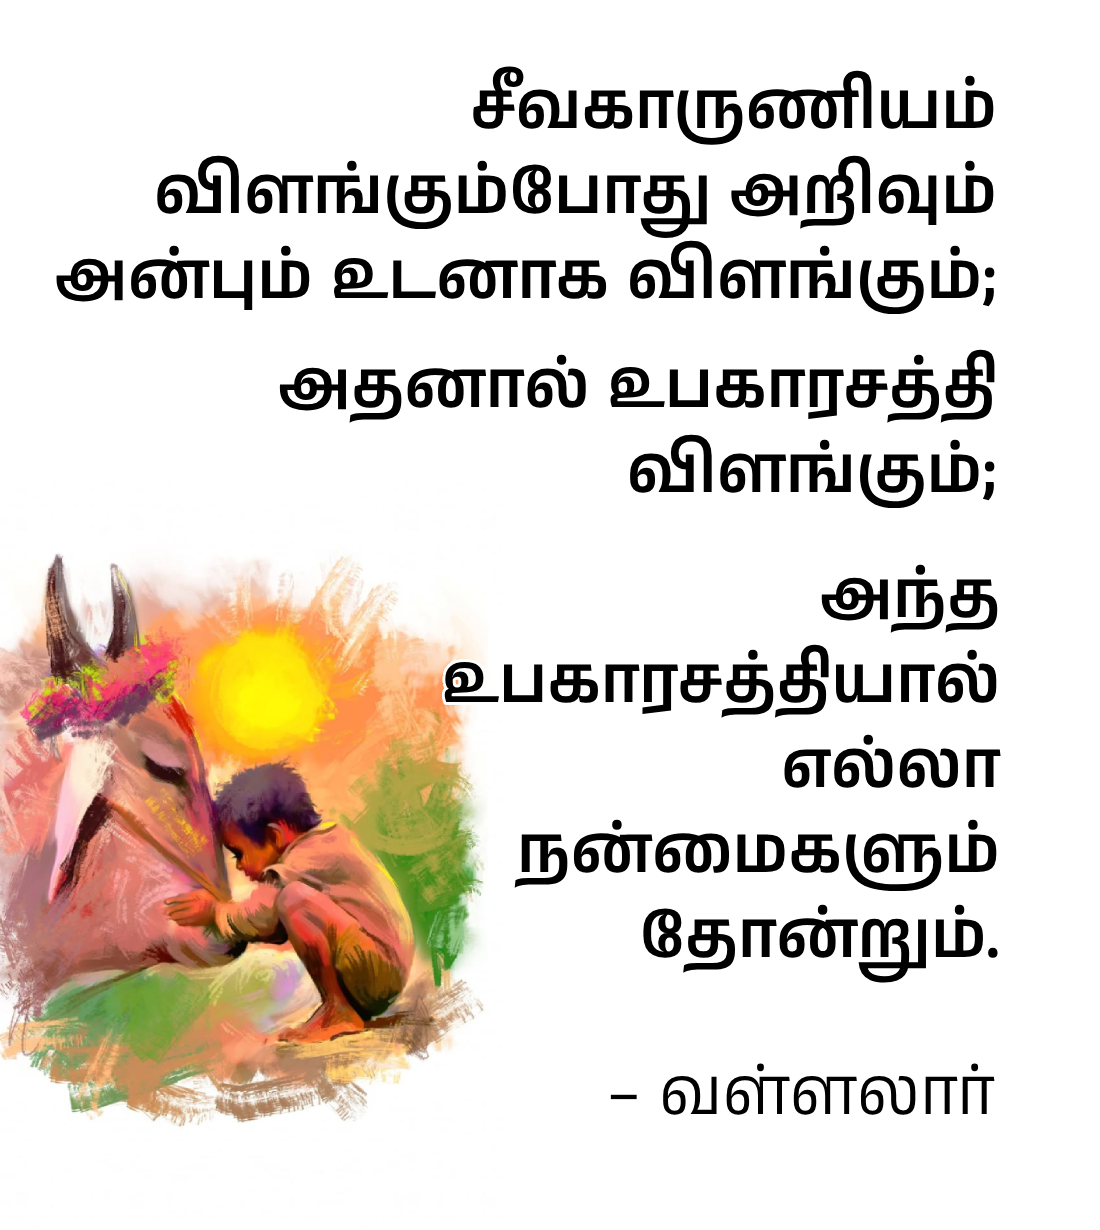 சீவகாருணியம்
விளங்கும்போது அறிவும்
அன்பும் உடனாக விளங்கும்;
அதனால் உபகாரசத்தி
விளங்கும்;
அந்த
உபகாரசத்தியால்
எல்லா
நன்மைகளும்
தோன்றும்.
– வள்ளலார்